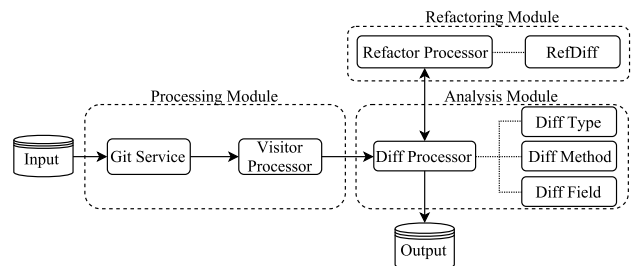 Refactoring Module
Refactor Processor
RefDiff
Processing Module
Analysis Module
Input
Git Service
Visitor
Processor
Diff Processor
Diff Type
Diff Method
Diff Field
Output